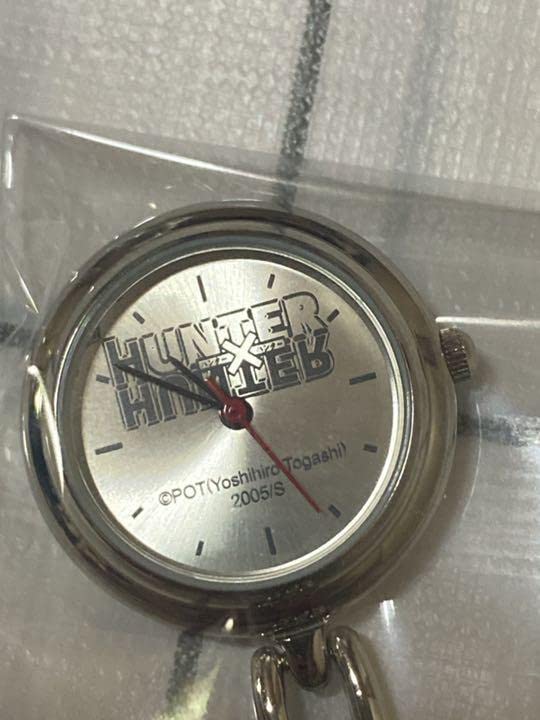 HUNTER
×
HUNTER
©POT(Yoshihiro Togashi)
2005/S